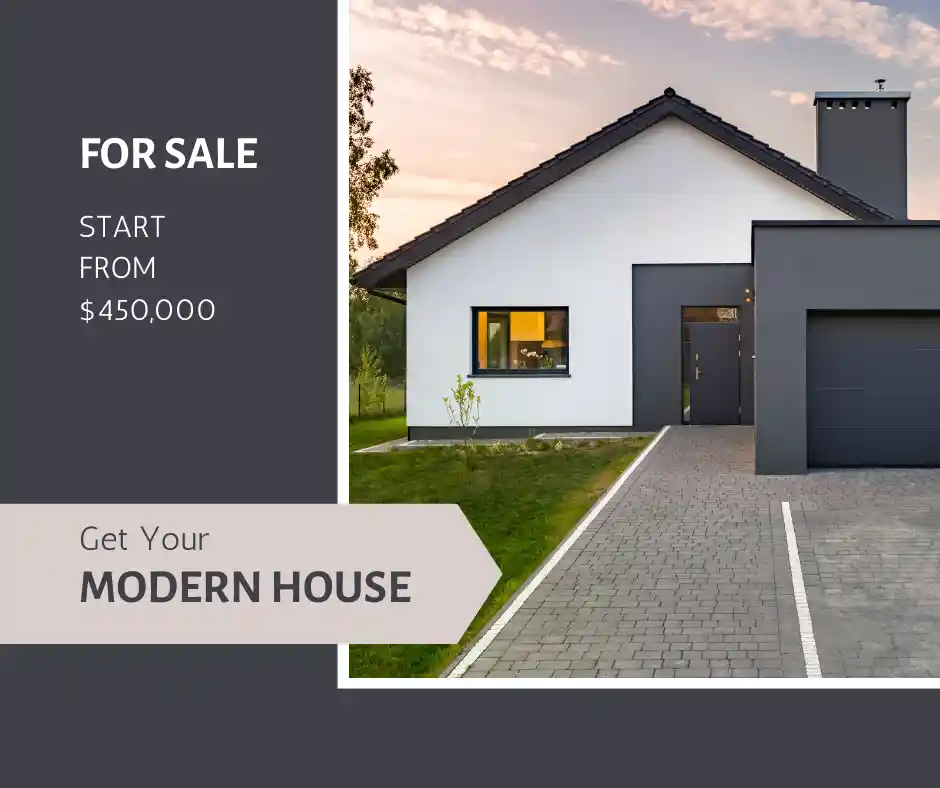 FOR SALE
START
FROM
$450,000
Get Your
MODERN HOUSE